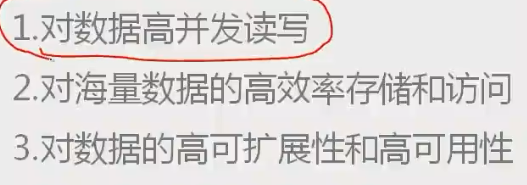 1.对数据高并发读写
2.对海量数据的高效率存储和访问
3.对数据的高可扩展性和高可用性